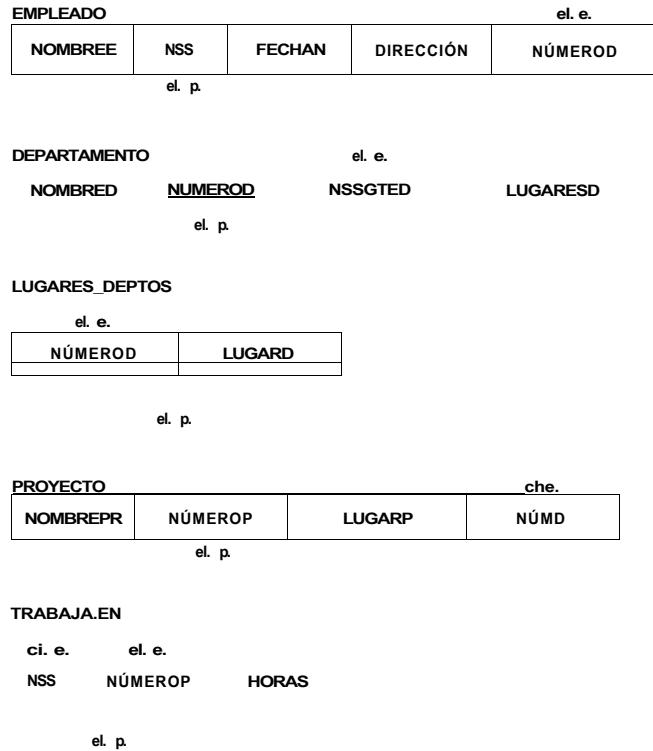 EMPLEADO el. e.
NOMBREE NSS FECHAN DIRECCIÓN NÚMEROD
el. p.
DEPARTAMENTO el. e.
NOMBRED NUMEROD NSSGTED LUGARESD
el. p.
LUGARES_DEPTOS
el. e.
NÚMEROD LUGARD
el. p.
PROYECTO che.
NOMBREPR NÚMEROP LUGARP NÚMD
el. p.
TRABAJA.EN
ci. e. el. e.
NSS NÚMEROP HORAS
el. p.